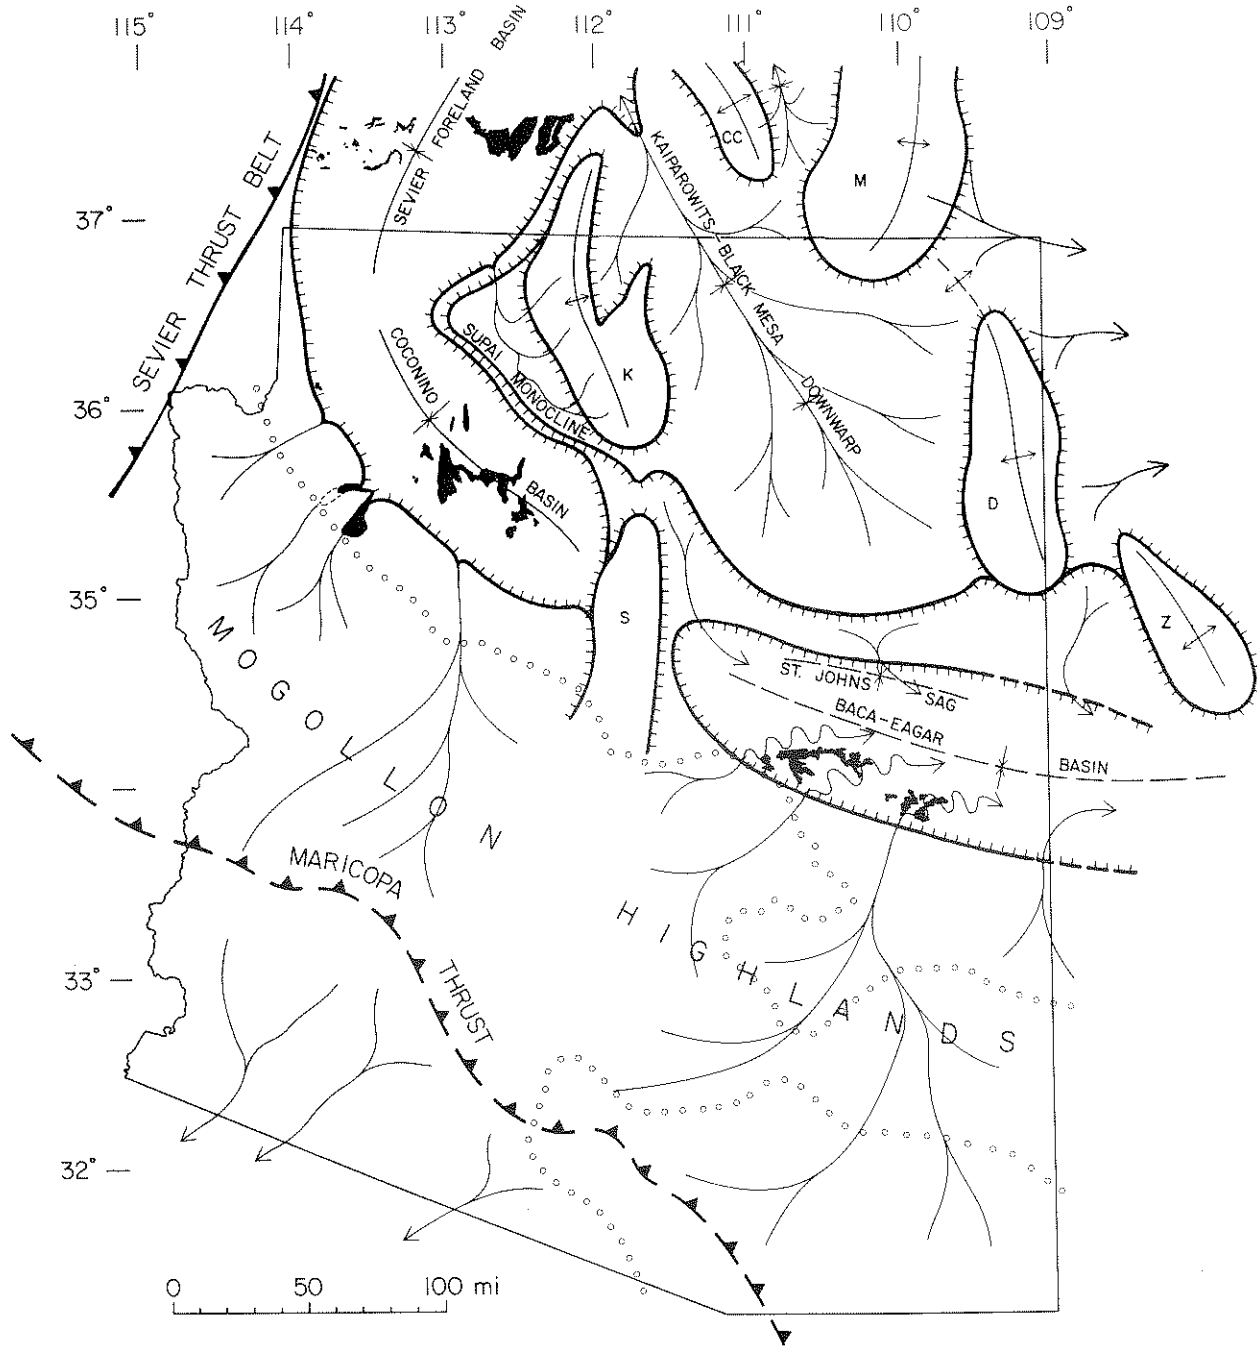 115° 114° 113° 112° 111° 110° 109°
SEVIER FORELAND BASIN
SEVIER THRUST BELT
CC
M
KAIPAROWITS-BLACK MESA DOWNWARP
37°
SUPAI MONOCLINE
COCONINO BASIN
K
36°
D
35°
S
Z
ST. JOHNS SAG
BACA-EAGAR BASIN
MOGOLLON HIGHLANDS
MARICOPA THRUST
33°
32°
0 50 100 mi